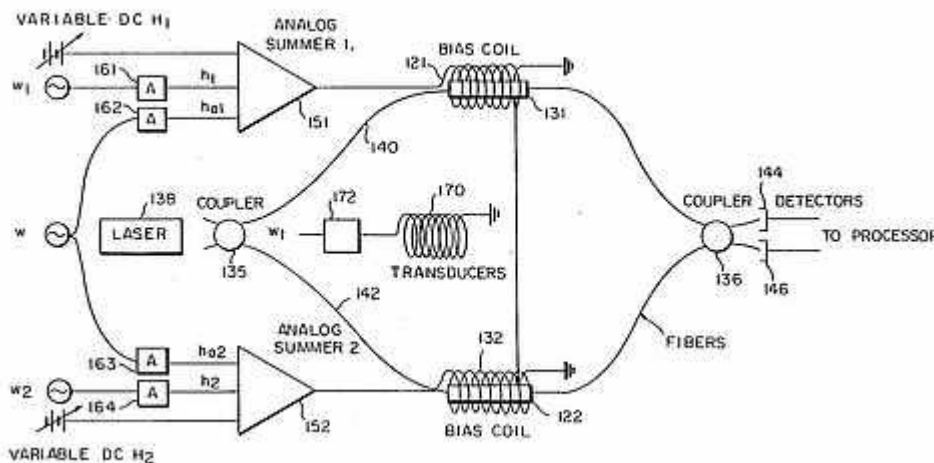 VARIABLE DC H1
ANALOG
SUMMER 1.
BIAS COIL
161
121
w1
A
h1
131
162
A
ho1
151
140
138
COUPLER
172
170
144
COUPLER
DETECTORS
w
LASER
w1
TO PROCESSOR
135
TRANSDUCERS
136
146
142
ANALOG
SUMMER 2
132
FIBERS
A
ho2
163
w2
A
h2
164
152
122
BIAS COIL
VARIABLE DC H2